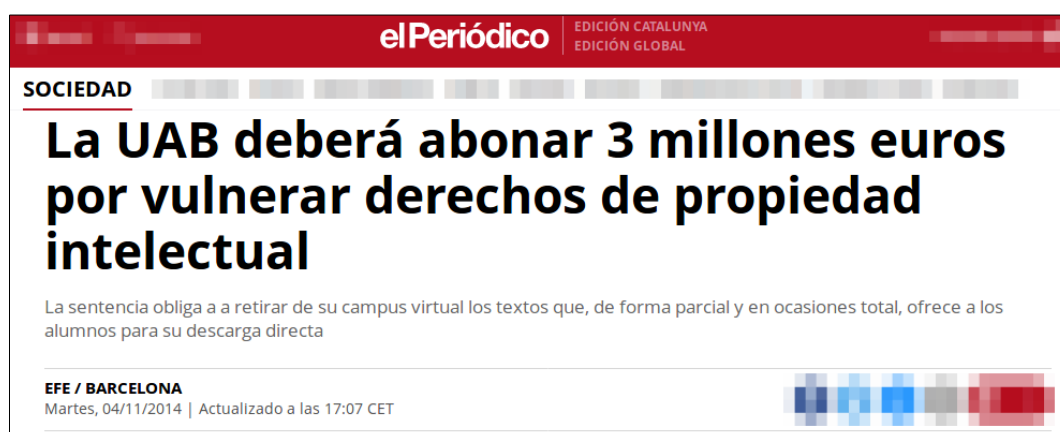 elPeriódico
EDICIÓN CATALUNYA
EDICIÓN GLOBAL
SOCIEDAD
La UAB deberá abonar 3 millones euros
por vulnerar derechos de propiedad
intelectual
La sentencia obliga a a retirar de su campus virtual los textos que, de forma parcial y en ocasiones total, ofrece a los
alumnos para su descarga directa
EFE / BARCELONA
Martes, 04/11/2014 | Actualizado a las 17:07 CET